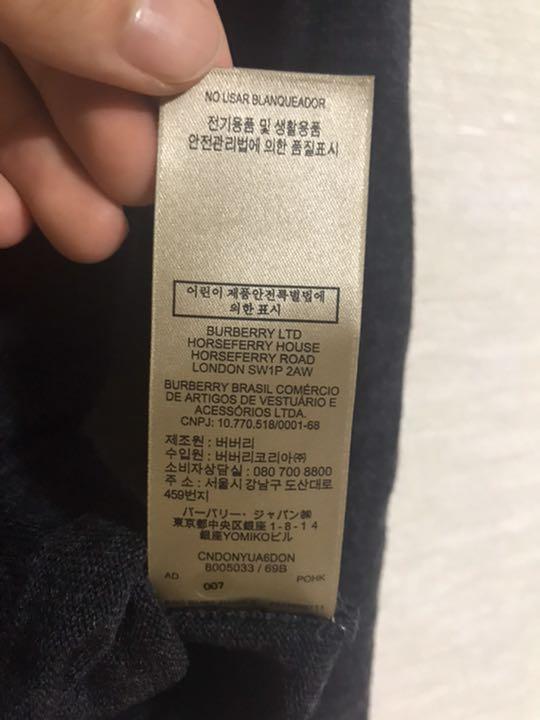 NO USAR BLANQUEADOR
전기용품 및 생활용품
안전관리법에 의한 품질표시
어린이 제품안전특별법에
의한 표시
BURBERRY LTD
HORSEFERRY HOUSE
HORSEFERRY ROAD
LONDON SW1P 2AW
BURBERRY BRASIL COMÉRCIO
DE ARTIGOS DE VESTUÁRIO E
ACESSÓRIOS LTDA.
CNPJ: 10.770.518/0001-68
제조원 : 버버리
수입원 : 버버리코리아㈜
소비자상담실 : 080 700 8800
주 소 : 서울시 강남구 도산대로
459번지
バーバリー・ジャパン㈱
東京都中央区銀座1-8-14
銀座YOMIKOビル
CNDONYUA6DON
8005033 / 69B
AD 007 POHK